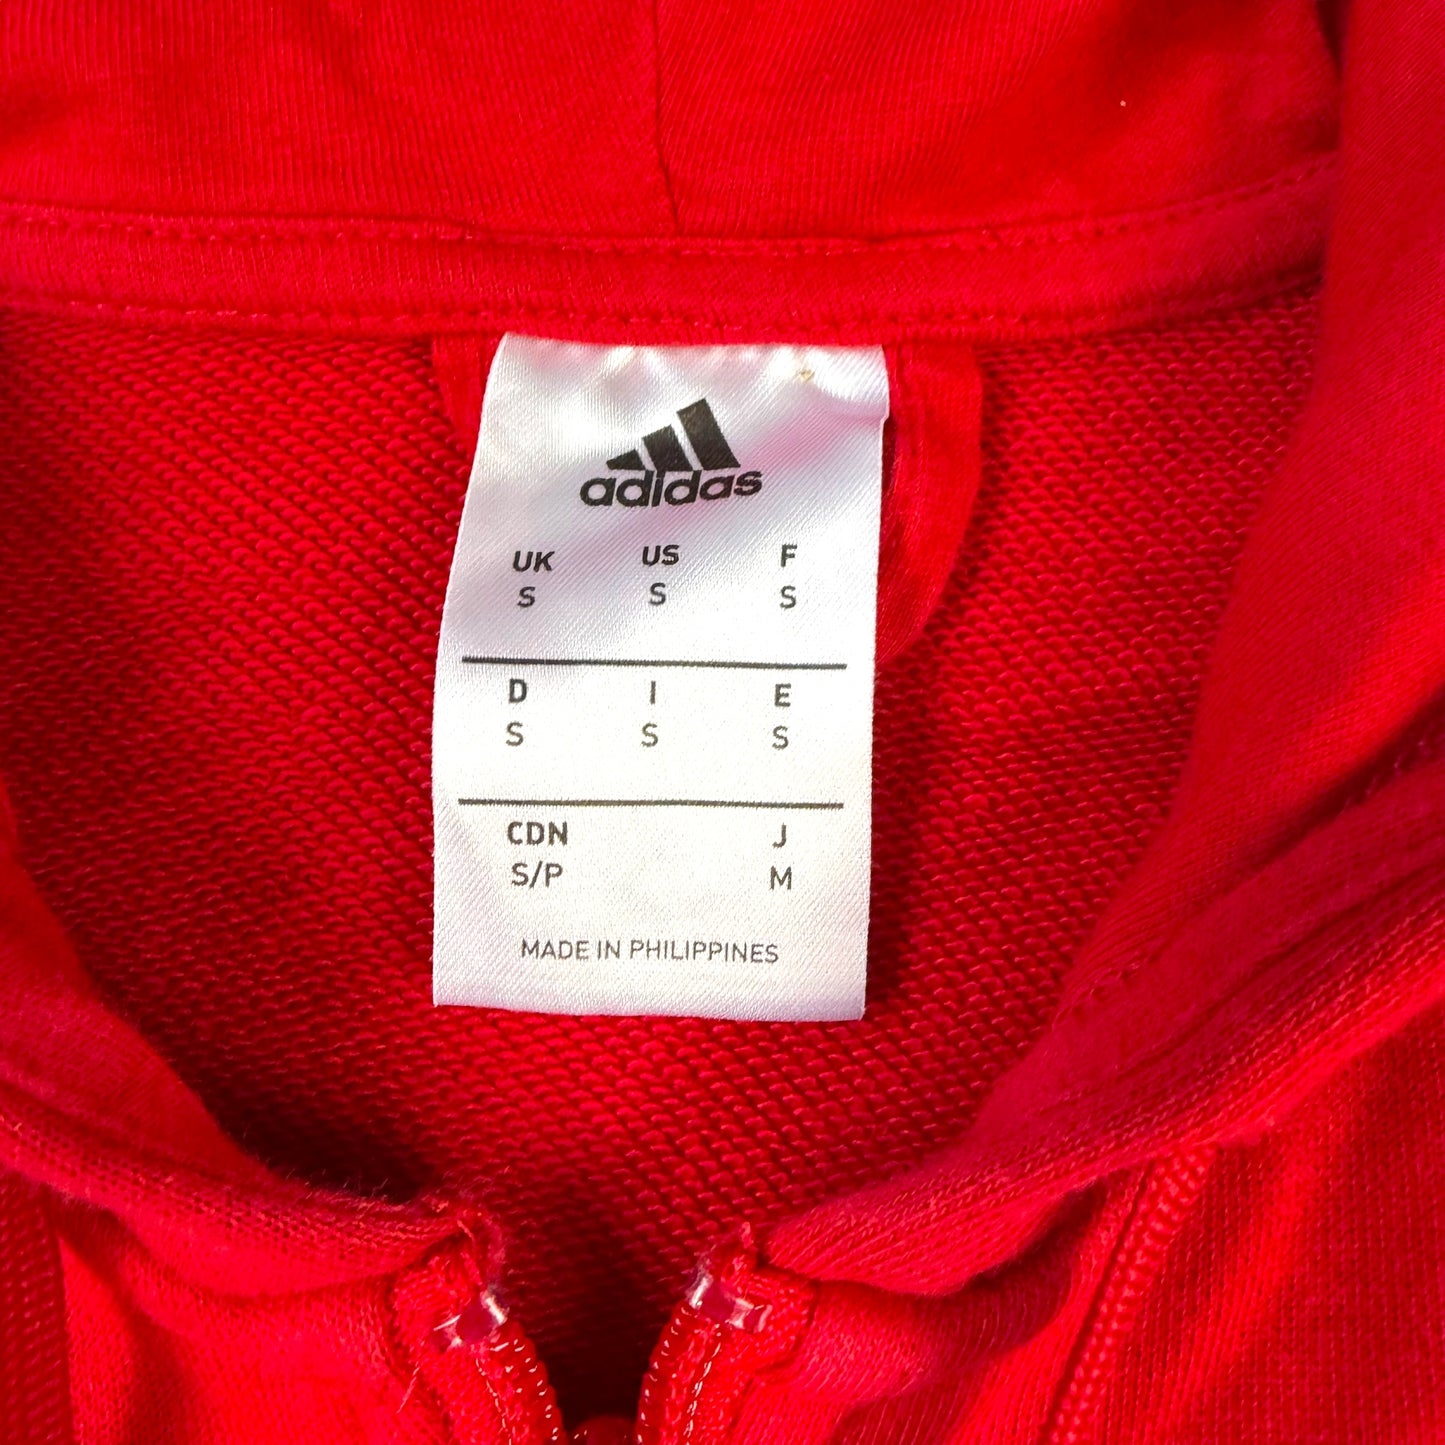 adidas
UK US F
S S S
D I E
S S S
CDN J
S/P M
MADE IN PHILIPPINES